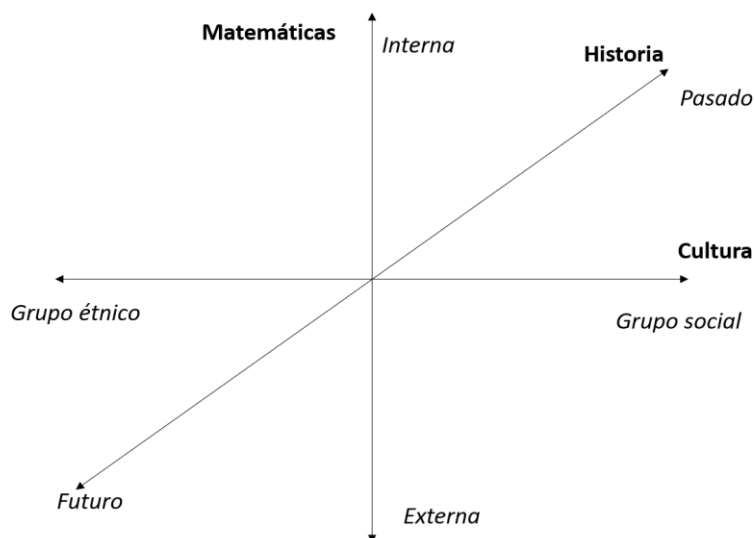 Matemáticas
Interna
Historia
Pasado
Cultura
Grupo étnico
Grupo social
Futuro
Externa